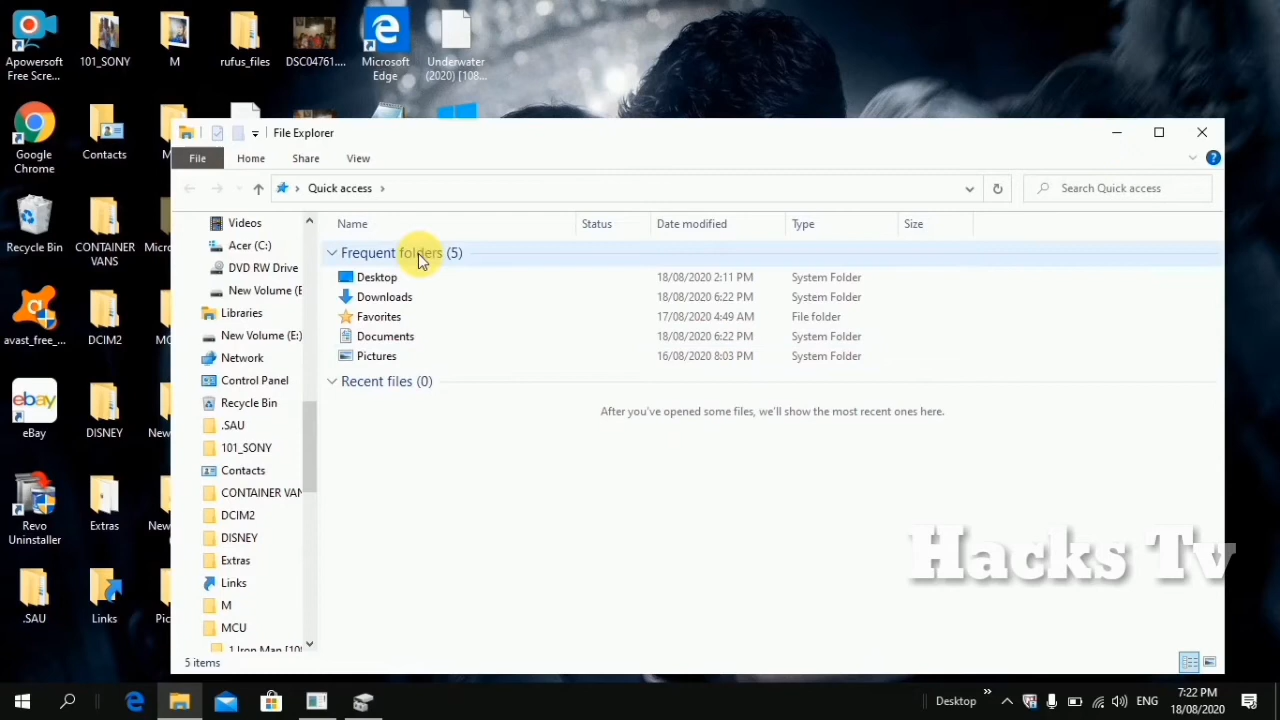 Apowersoft
Free Scre...
101_SONY
M
rufus_files
DSC04761....
Microsoft
Edge
Underwater
(2020) [108...
Google
Chrome
Contacts
Recycle Bin
CONTAINER
VANS
avast_free_...
DCIM2
eBay
DISNEY
Revo
Uninstaller
Extras
.SAU
Links
File Explorer
File
Home
Share
View
Quick access
Search Quick access
Name
Status
Date modified
Type
Size
Videos
Acer (C:)
DVD RW Drive
New Volume (E
Libraries
New Volume (E:)
Network
Control Panel
Recycle Bin
.SAU
101_SONY
Contacts
CONTAINER VAN
DCIM2
DISNEY
Extras
Links
M
MCU
1 Iron Man [10
Frequent folders (5)
Desktop 18/08/2020 2:11 PM System Folder
Downloads 18/08/2020 6:22 PM System Folder
Favorites 17/08/2020 4:49 AM File folder
Documents 18/08/2020 6:22 PM System Folder
Pictures 16/08/2020 8:03 PM System Folder
Recent files (0)
After you've opened some files, we'll show the most recent ones here.
Hacks Tv
5 items
Desktop
ENG
7:22 PM
18/08/2020